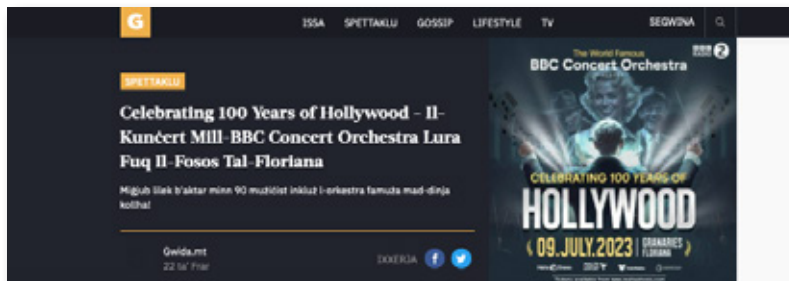 G
ISSA SPETTAKLU GOSSIP LIFESTYLE TV SEGWINA
SPETTAKLU
Celebrating 100 Years of Hollywood – Il-
Kunċert Mill-BBC Concert Orchestra Lura
Fuq Il-Fosos Tal-Floriana
Miġjub lilek b'aktar minn 90 mużiċist inkluż l-orkestra famuża mad-dinja
kollha!
Gwida.mt
22 ta' Frar
IXXERJA
BBC
RADIO 2
The World Famous
BBC Concert Orchestra
CELEBRATING 100 YEARS OF
HOLLYWOOD
09.JULY.2023 GRANARIES
FLORIANA